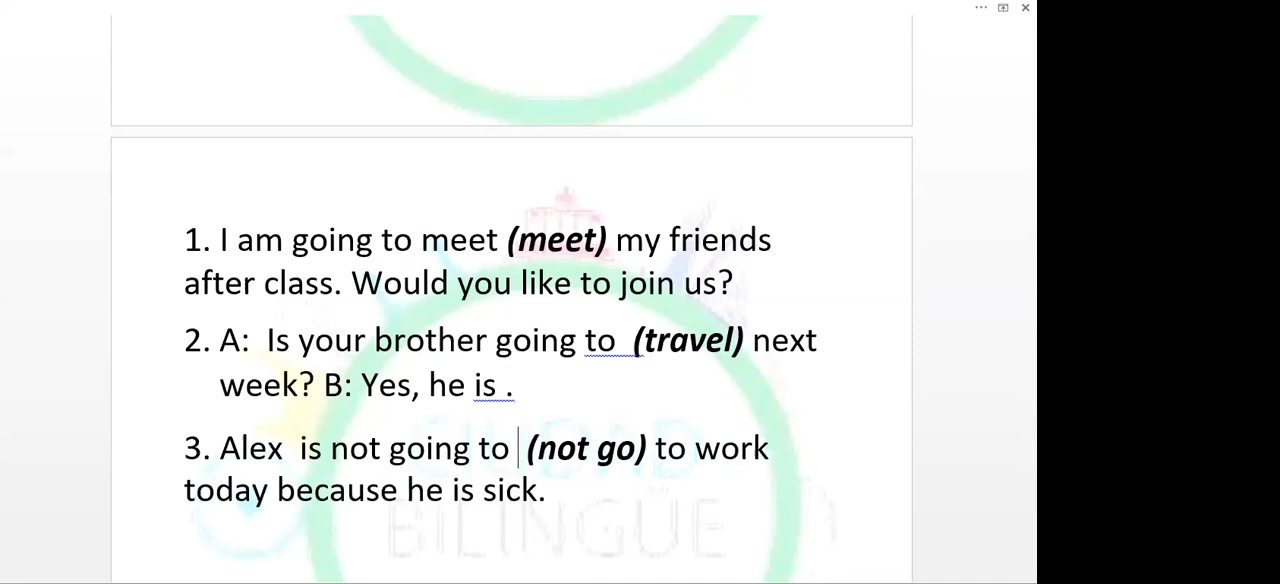 1. I am going to meet (meet) my friends
after class. Would you like to join us?
2. A:  Is your brother going to  (travel) next
week? B: Yes, he is .
3. Alex  is not going to (not go) to work
today because he is sick.
CIUDAD
BILINGÜE